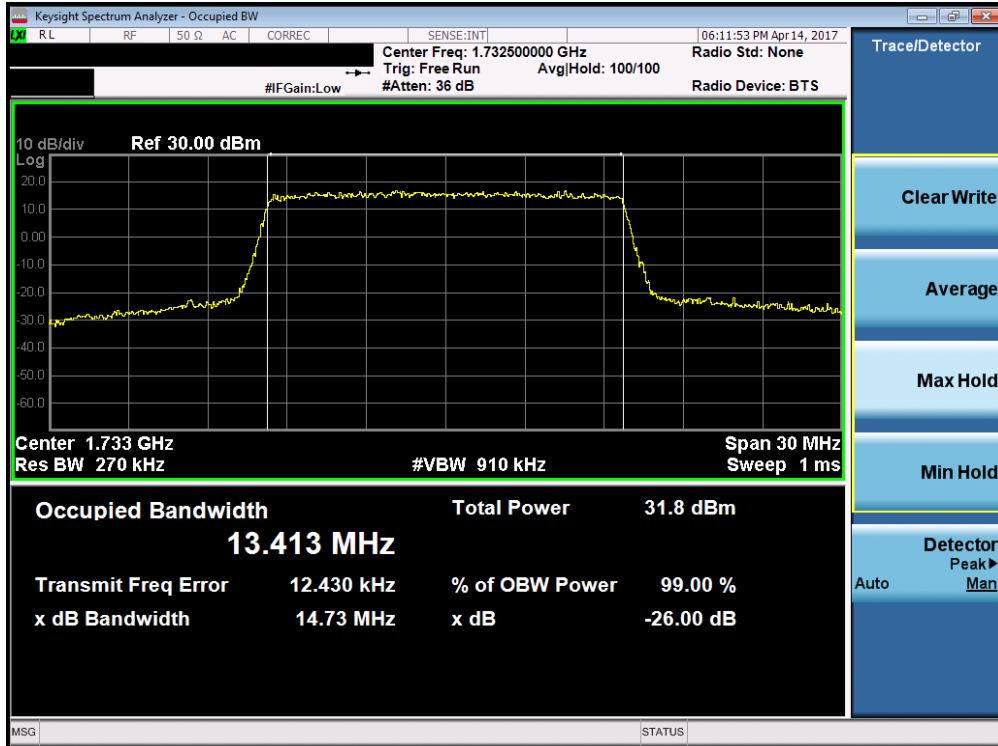 Keysight Spectrum Analyzer - Occupied BW
LXI RL RF 50 Ω AC CORREC SENSE:INT 06:11:53 PM Apr 14, 2017
Center Freq: 1.732500000 GHz Radio Std: None
Trig: Free Run Avg|Hold: 100/100
#IFGain:Low #Atten: 36 dB Radio Device: BTS
10 dB/div Ref 30.00 dBm
Log
20.0
10.0
0.00
-10.0
-20.0
-30.0
-40.0
-50.0
-60.0
Center 1.733 GHz Span 30 MHz
Res BW 270 kHz #VBW 910 kHz Sweep 1 ms
Occupied Bandwidth Total Power 31.8 dBm
13.413 MHz
Transmit Freq Error 12.430 kHz % of OBW Power 99.00 %
x dB Bandwidth 14.73 MHz x dB -26.00 dB
MSG STATUS
Trace/Detector
Clear Write
Average
Max Hold
Min Hold
Detector
Peak▶
Auto Man